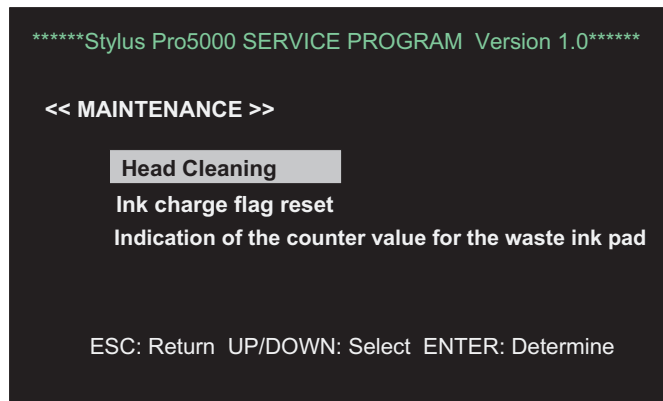 ******Stylus Pro5000 SERVICE PROGRAM Version 1.0******
<< MAINTENANCE >>
Head Cleaning
Ink charge flag reset
Indication of the counter value for the waste ink pad
ESC: Return UP/DOWN: Select ENTER: Determine